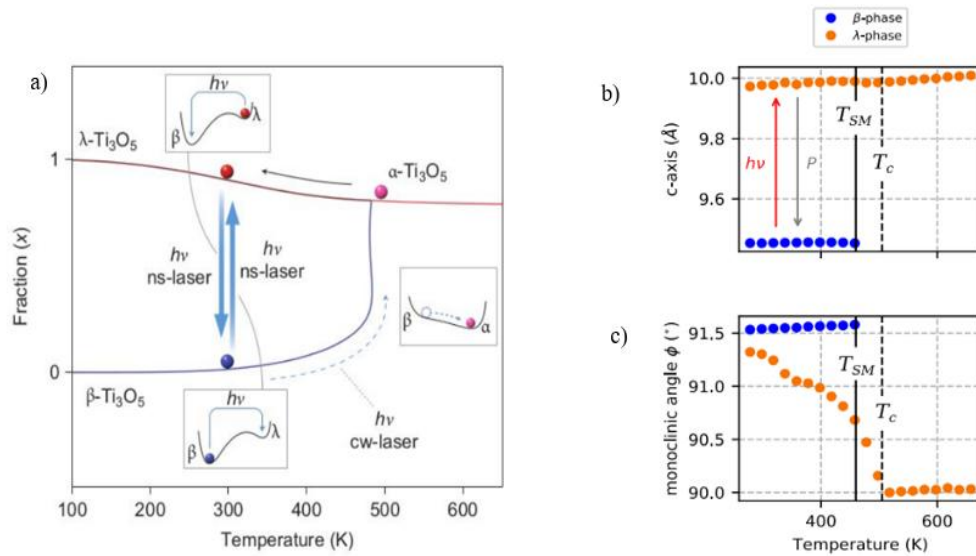 a)
hν
β
λ
λ-Ti3O5
1
α-Ti3O5
hν
ns-laser
hν
ns-laser
Fraction (x)
β
α
0
β-Ti3O5
hν
β
λ
hν
cw-laser
100 200 300 400 500 600
Temperature (K)
β-phase
λ-phase
b)
10.0
9.8
9.6
c-axis (Å)
hν
P
TSM
Tc
c)
91.5
91.0
90.5
90.0
monoclinic angle ϕ (°)
TSM
Tc
400 600
Temperature (K)